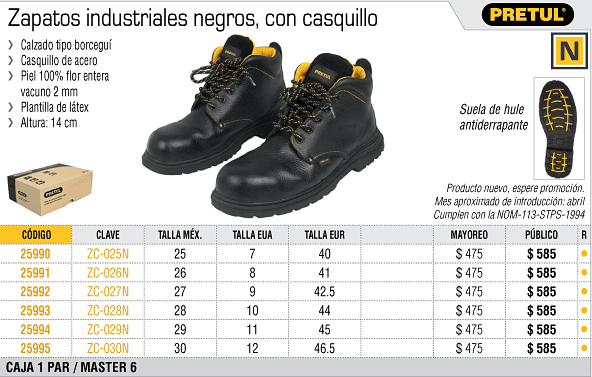 Zapatos industriales negros, con casquillo
PRETUL®
N
› Calzado tipo borceguí
› Casquillo de acero
› Piel 100% flor entera
vacuno 2 mm
› Plantilla de látex
› Altura: 14 cm
PRETUL
PRETUL
Suela de hule
antiderrapante
Producto nuevo, espere promoción.
Mes aproximado de introducción: abril
Cumplen con la NOM-113-STPS-1994
CÓDIGO CLAVE TALLA MÉX. TALLA EUA TALLA EUR MAYOREO PÚBLICO R
25990 ZC-025N 25 7 40 $ 475 $ 585
25991 ZC-026N 26 8 41 $ 475 $ 585
25992 ZC-027N 27 9 42.5 $ 475 $ 585
25993 ZC-028N 28 10 44 $ 475 $ 585
25994 ZC-029N 29 11 45 $ 475 $ 585
25995 ZC-030N 30 12 46.5 $ 475 $ 585
CAJA 1 PAR / MASTER 6